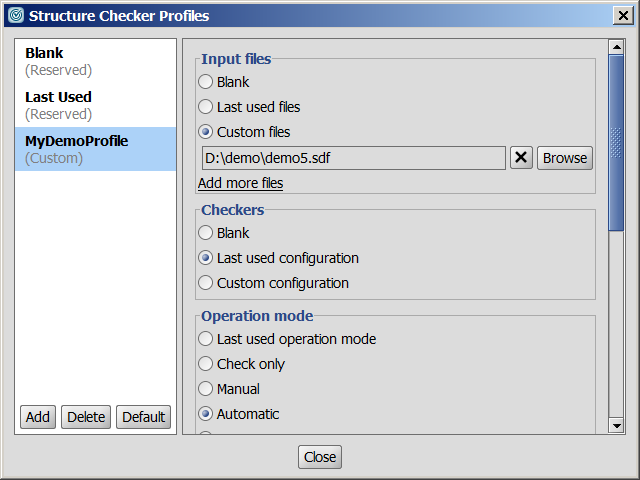 Structure Checker Profiles
Blank
(Reserved)
Last Used
(Reserved)
MyDemoProfile
(Custom)
Add Delete Default
Input files
Blank
Last used files
Custom files
D:\demo\demo5.sdf
Browse
Add more files
Checkers
Blank
Last used configuration
Custom configuration
Operation mode
Last used operation mode
Check only
Manual
Automatic
Close